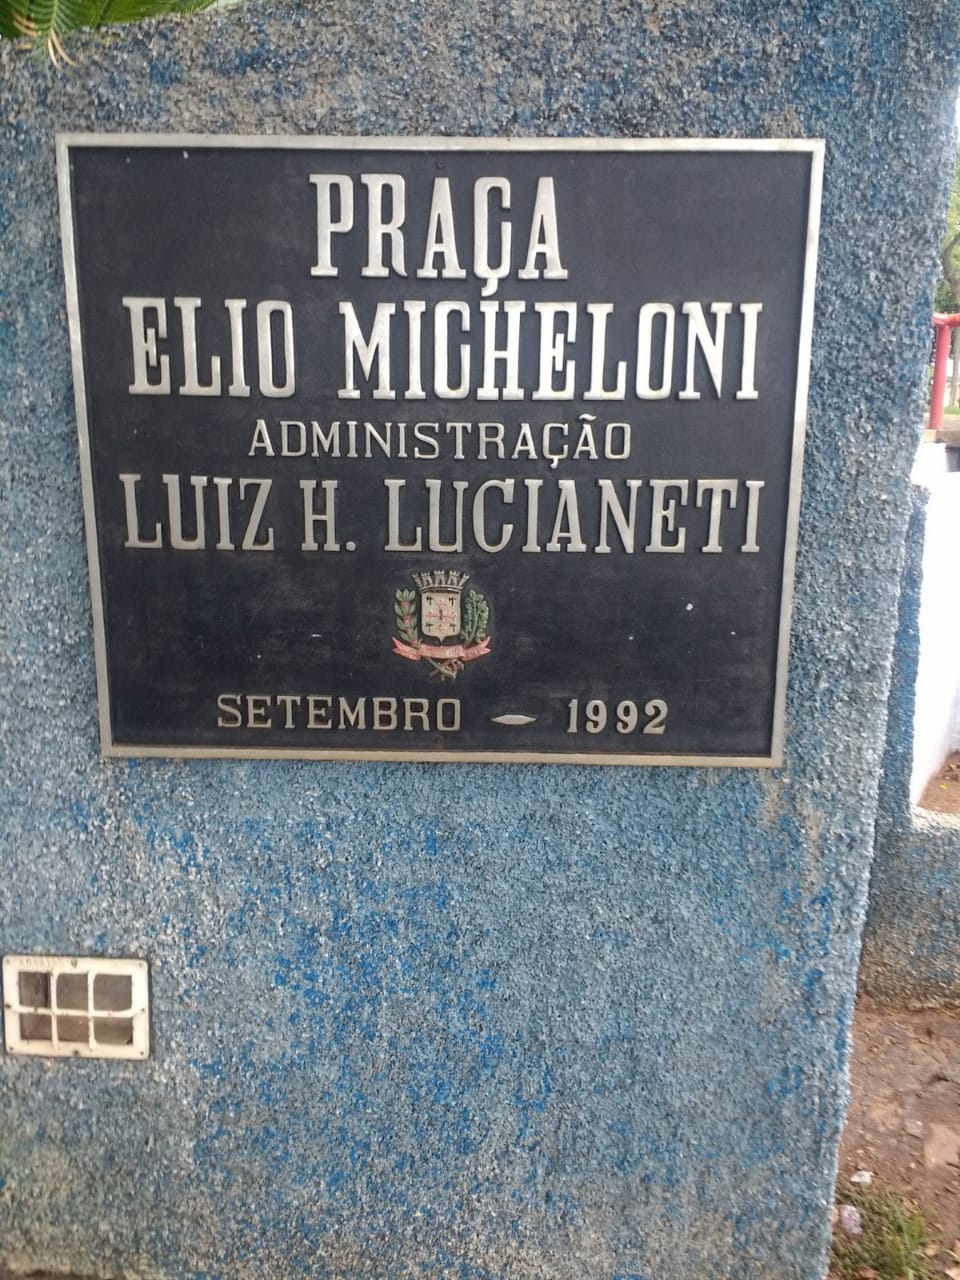 PRAÇA
ELIO MICHELONI
ADMINISTRAÇÃO
LUIZ H. LUCIANETI
SETEMBRO — 1992